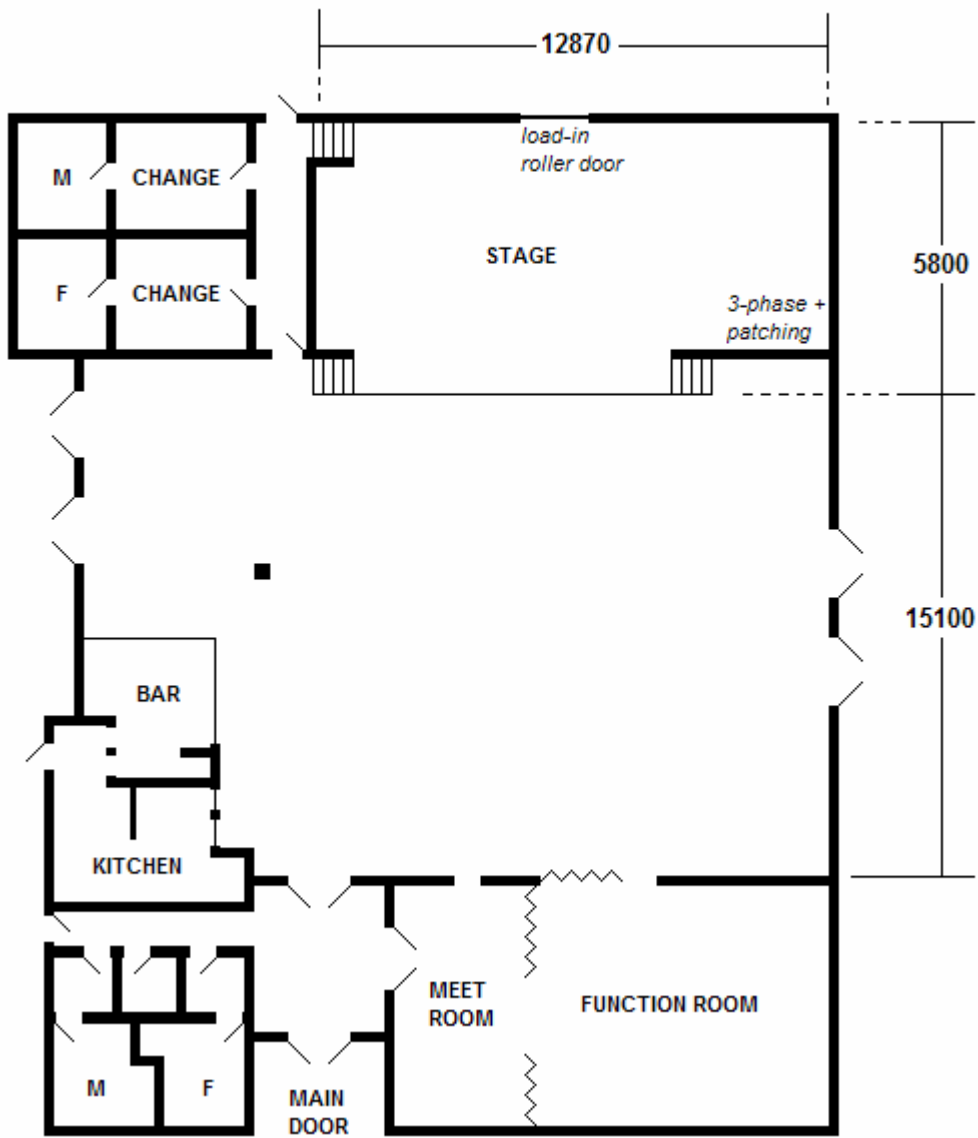 12870
load-in
roller door
M
CHANGE
STAGE
5800
F
CHANGE
3-phase +
patching
15100
BAR
KITCHEN
MEET
ROOM
FUNCTION ROOM
M
F
MAIN
DOOR